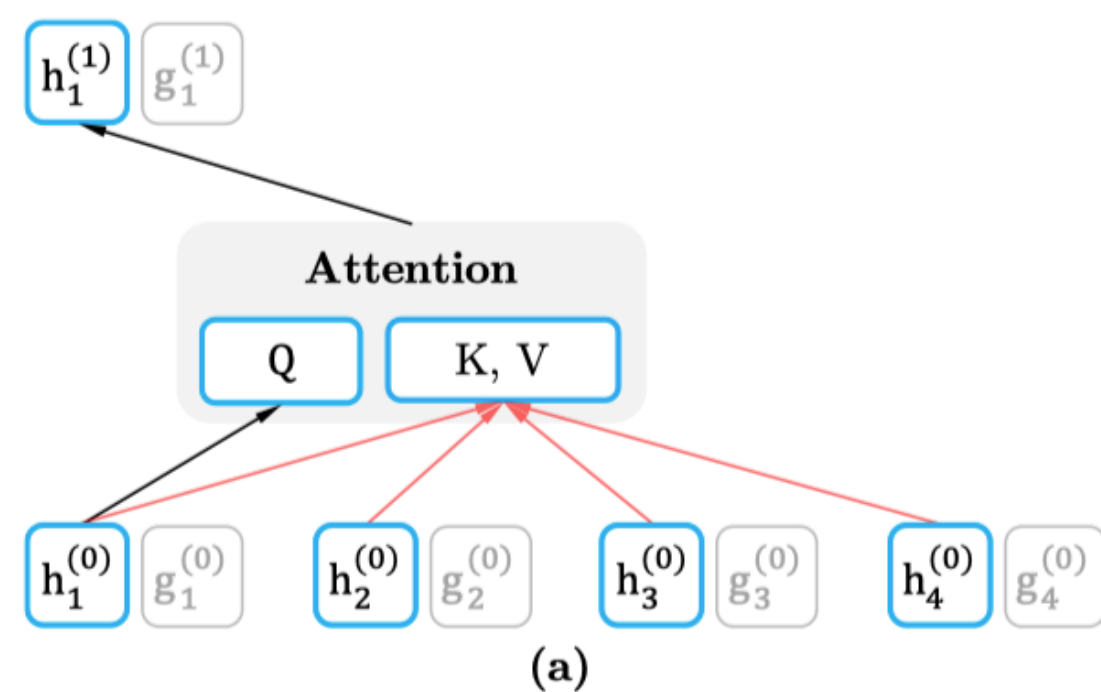 h₁⁽¹⁾ g₁⁽¹⁾
Attention
Q K, V
h₁⁽⁰⁾ g₁⁽⁰⁾ h₂⁽⁰⁾ g₂⁽⁰⁾ h₃⁽⁰⁾ g₃⁽⁰⁾ h₄⁽⁰⁾ g₄⁽⁰⁾
(a)